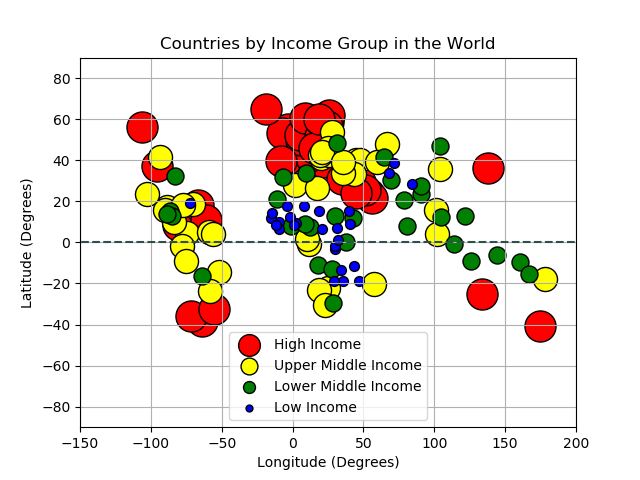 Countries by Income Group in the World
80
60
40
20
0
−20
−40
−60
−80
Latitude (Degrees)
High Income
Upper Middle Income
Lower Middle Income
Low Income
−150 −100 −50 0 50 100 150 200
Longitude (Degrees)